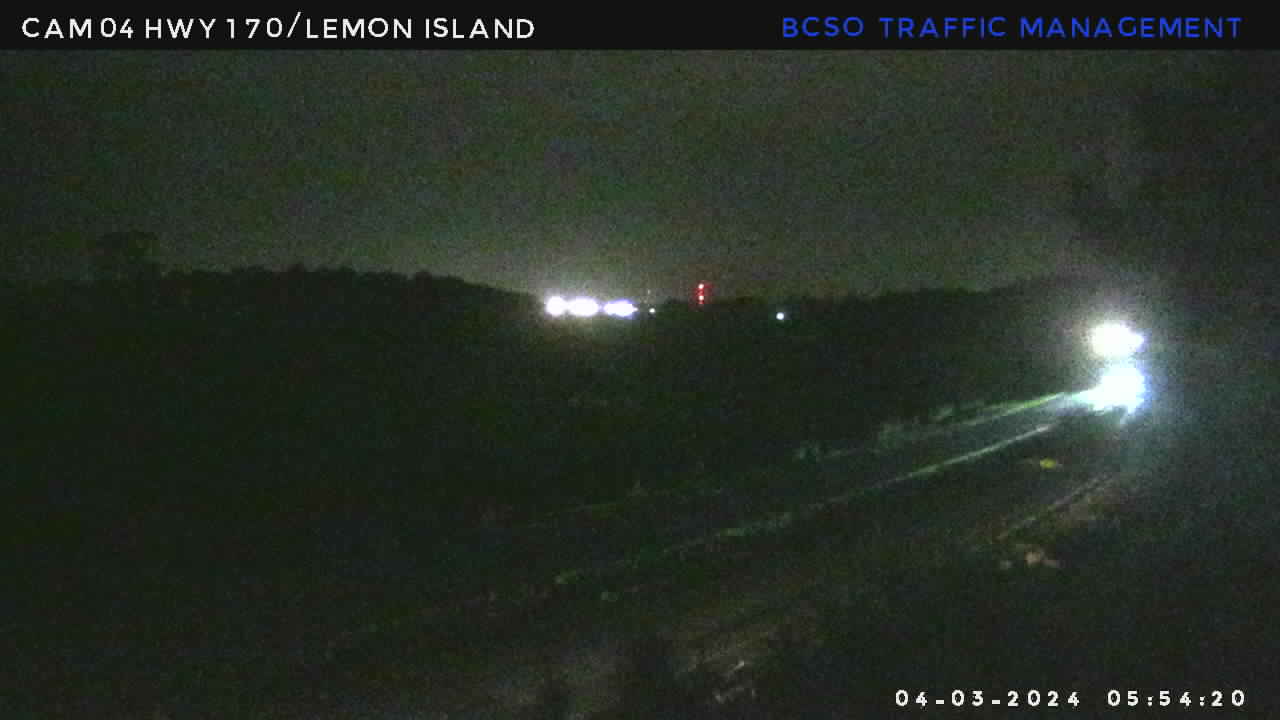 CAM04 HWY 170/LEMON ISLAND
BCSO TRAFFIC MANAGEMENT
04-03-2024 05:54:20